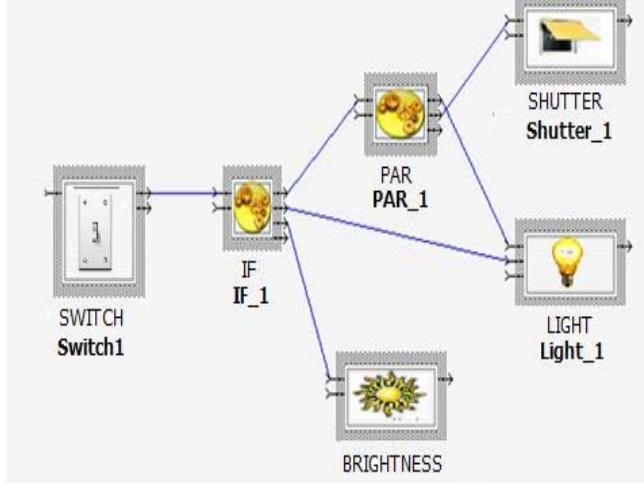 SHUTTER
Shutter_1
PAR
PAR_1
SWITCH
Switch1
IF
IF_1
LIGHT
Light_1
BRIGHTNESS